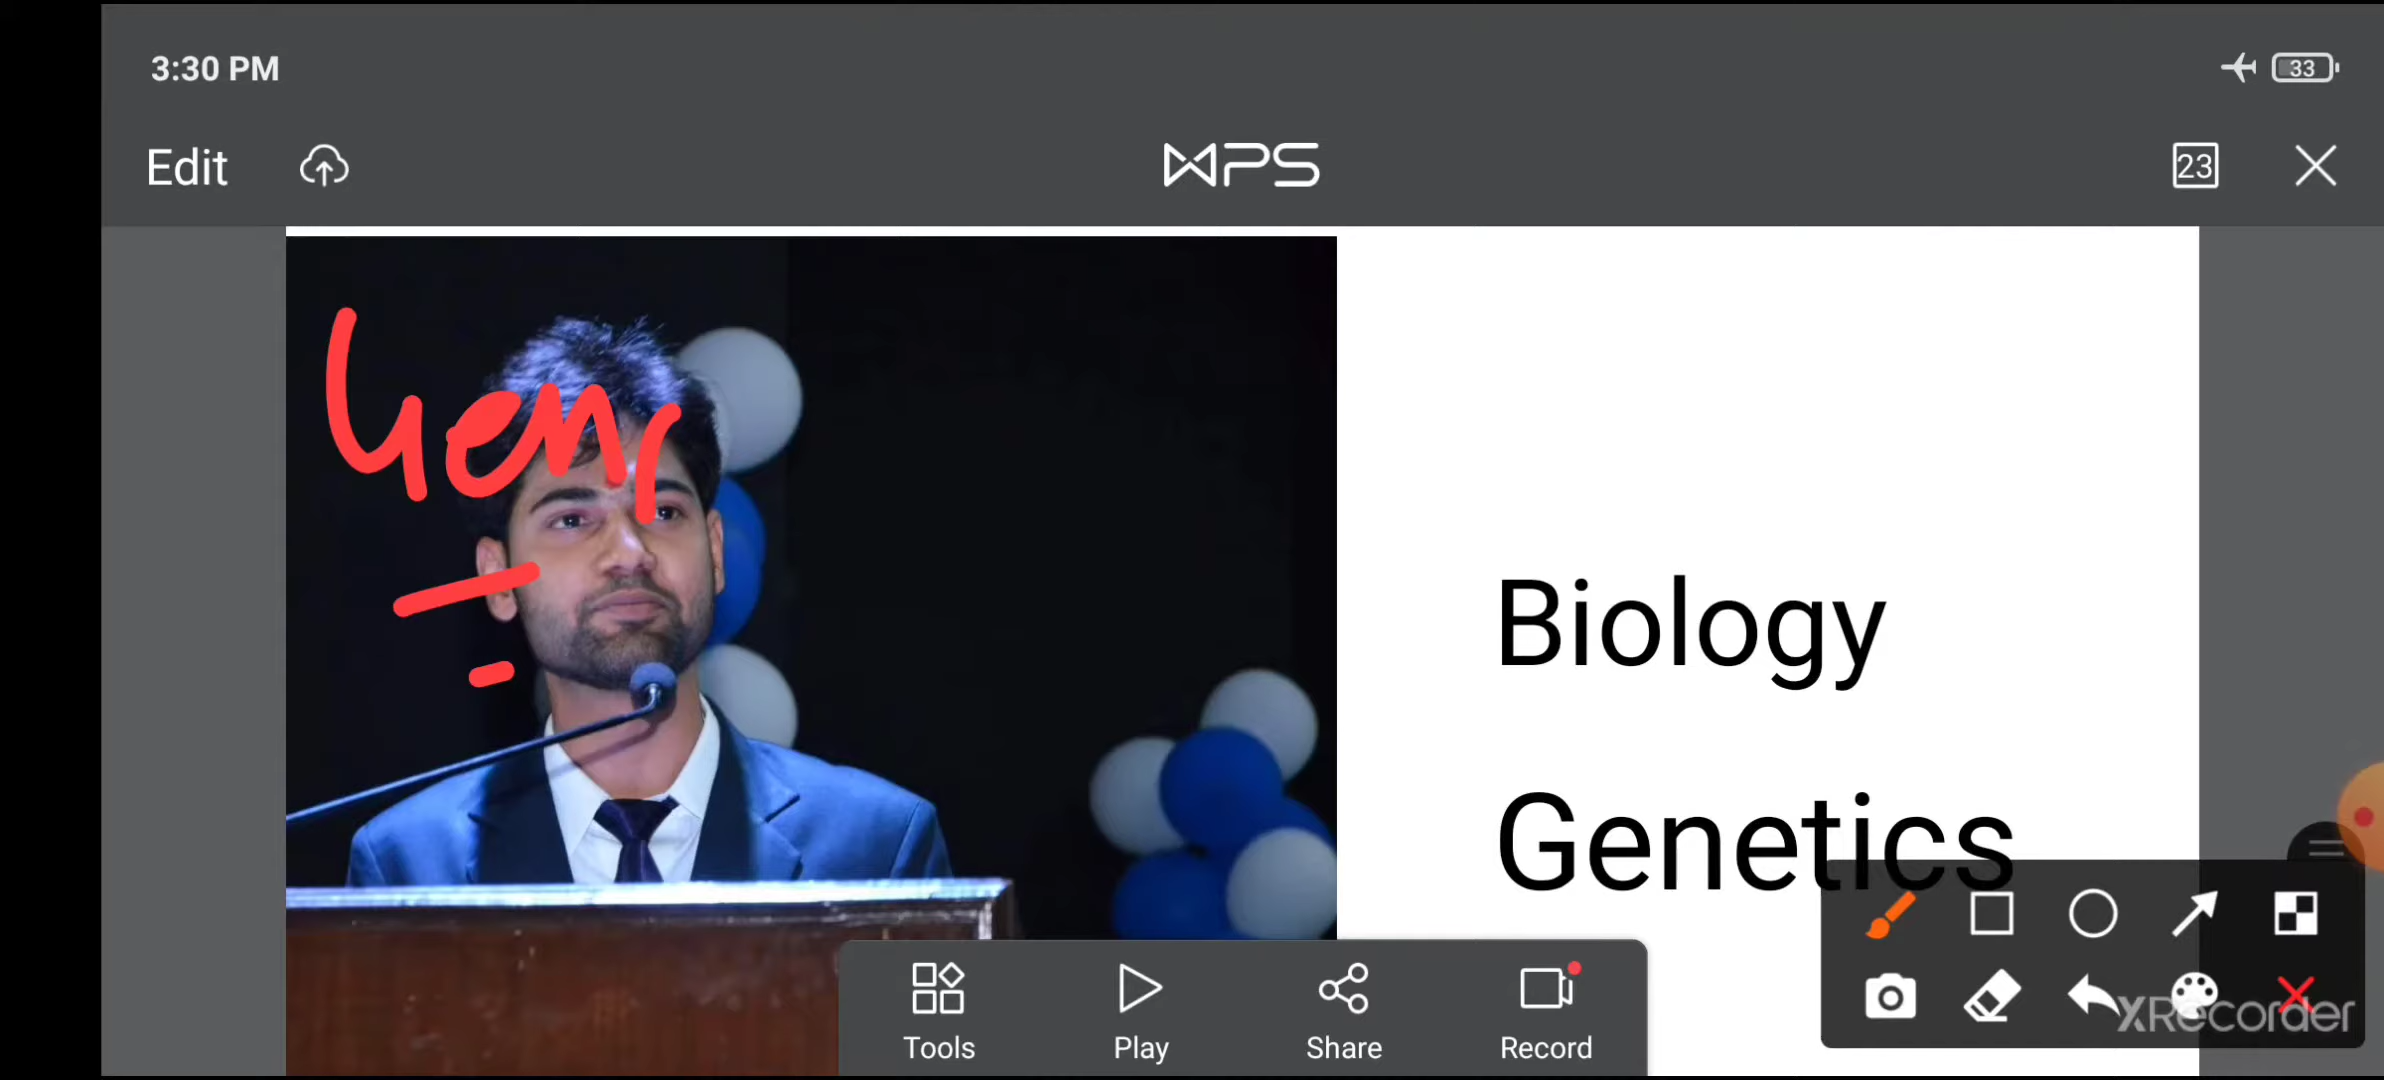 3:30 PM
33
Edit
WPS
23
Gen
Biology
Genetics
Tools
Play
Share
Record
XRecorder